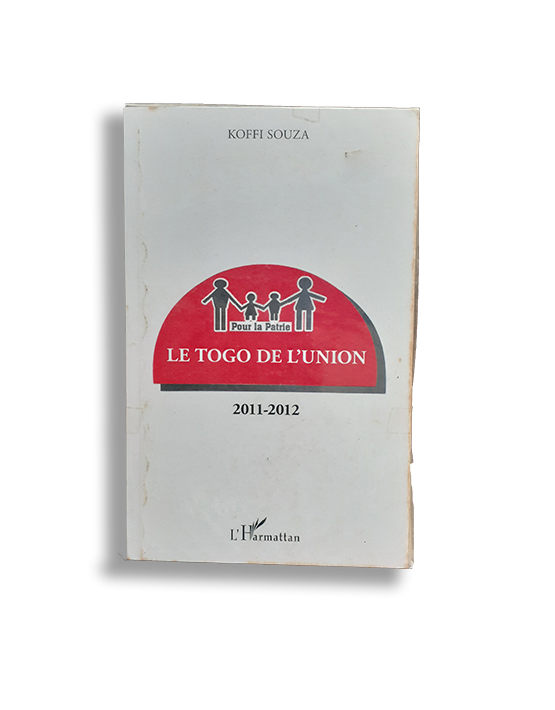 KOFFI SOUZA
Pour la Patrie
LE TOGO DE L'UNION
2011-2012
L'Harmattan